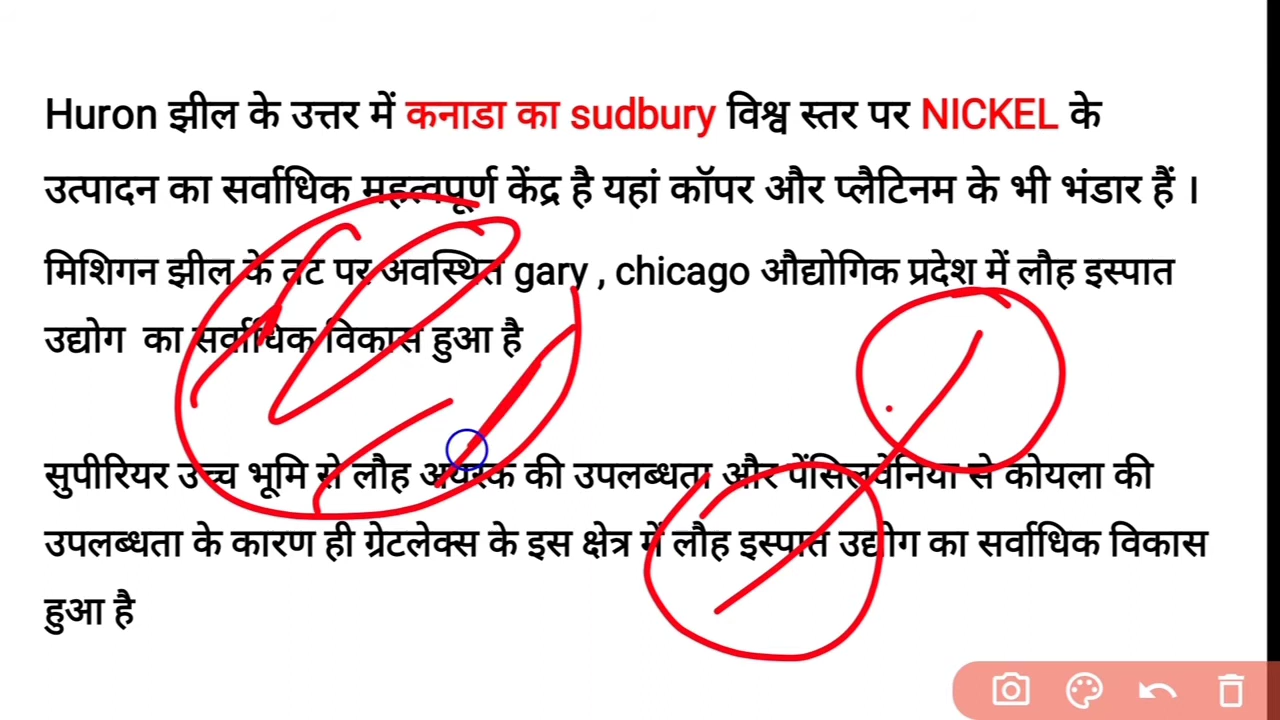 Huron झील के उत्तर में कनाडा का sudbury विश्व स्तर पर NICKEL के
उत्पादन का सर्वाधिक महत्वपूर्ण केंद्र है यहां कॉपर और प्लैटिनम के भी भंडार हैं ।
मिशिगन झील के तट पर अवस्थित gary , chicago औद्योगिक प्रदेश में लौह इस्पात
उद्योग का सर्वाधिक विकास हुआ है
सुपीरियर उच्च भूमि से लौह अयस्क की उपलब्धता और पेंसिलवेनिया से कोयला की
उपलब्धता के कारण ही ग्रेटलेक्स के इस क्षेत्र में लौह इस्पात उद्योग का सर्वाधिक विकास
हुआ है